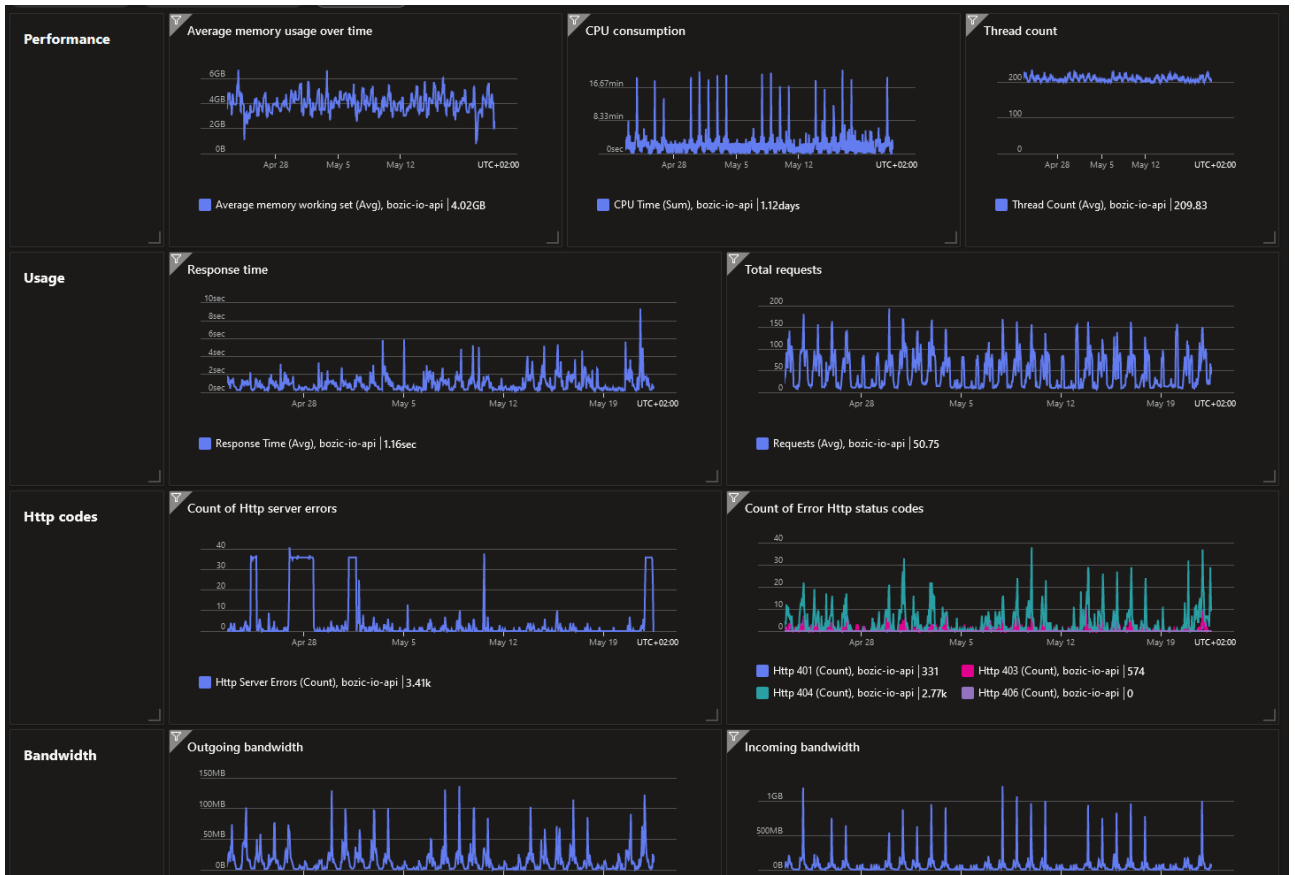 Performance
Average memory usage over time
6GB
4GB
2GB
0B
Apr 28 May 5 May 12 UTC+02:00
Average memory working set (Avg), bozic-io-api | 4.02GB
CPU consumption
16.67min
8.33min
0sec
Apr 28 May 5 May 12 UTC+02:00
CPU Time (Sum), bozic-io-api | 1.12days
Thread count
200
100
0
Apr 28 May 5 May 12 UTC+02:00
Thread Count (Avg), bozic-io-api | 209.83
Usage
Response time
10sec
8sec
6sec
4sec
2sec
0sec
Apr 28 May 5 May 12 May 19 UTC+02:00
Response Time (Avg), bozic-io-api | 1.16sec
Total requests
200
150
100
50
0
Apr 28 May 5 May 12 May 19 UTC+02:00
Requests (Avg), bozic-io-api | 50.75
Http codes
Count of Http server errors
40
30
20
10
0
Apr 28 May 5 May 12 May 19 UTC+02:00
Http Server Errors (Count), bozic-io-api | 3.41k
Count of Error Http status codes
40
30
20
10
0
Apr 28 May 5 May 12 May 19 UTC+02:00
Http 401 (Count), bozic-io-api | 331 Http 403 (Count), bozic-io-api | 574
Http 404 (Count), bozic-io-api | 2.77k Http 406 (Count), bozic-io-api | 0
Bandwidth
Outgoing bandwidth
150MB
100MB
50MB
0B
Incoming bandwidth
1GB
500MB
0B